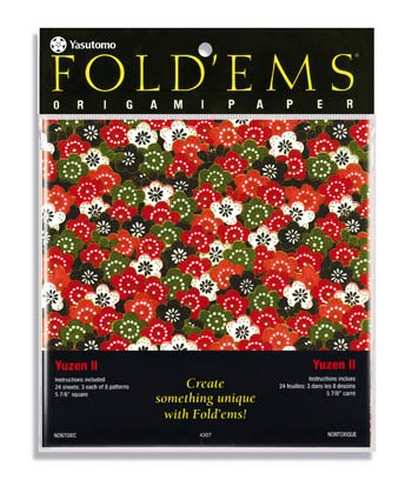 Yasutomo
FOLD'EMS®
ORIGAMI PAPER
Yuzen II
Instructions included
24 sheets: 3 each of 8 patterns
5 7/8" square
NONTOXIC
Create
something unique
with Fold'ems!
4307
Yuzen II
Instructions inclues
24 feuilles: 3 dans les 8 dessins
5 7/8" carré
NONTOXIQUE